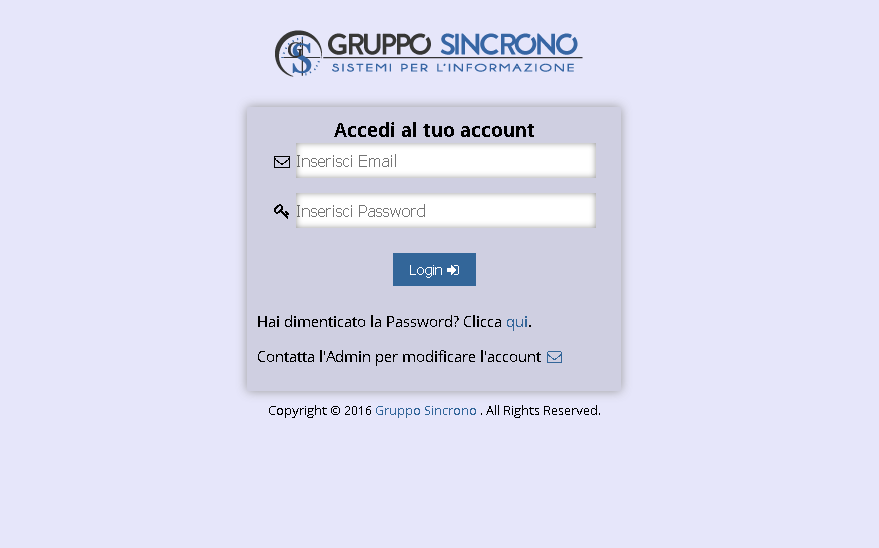 GRUPPO SINCRONO
SISTEMI PER L'INFORMAZIONE
Accedi al tuo account
Inserisci Email
Inserisci Password
Login
Hai dimenticato la Password? Clicca qui.
Contatta l'Admin per modificare l'account
Copyright © 2016 Gruppo Sincrono . All Rights Reserved.